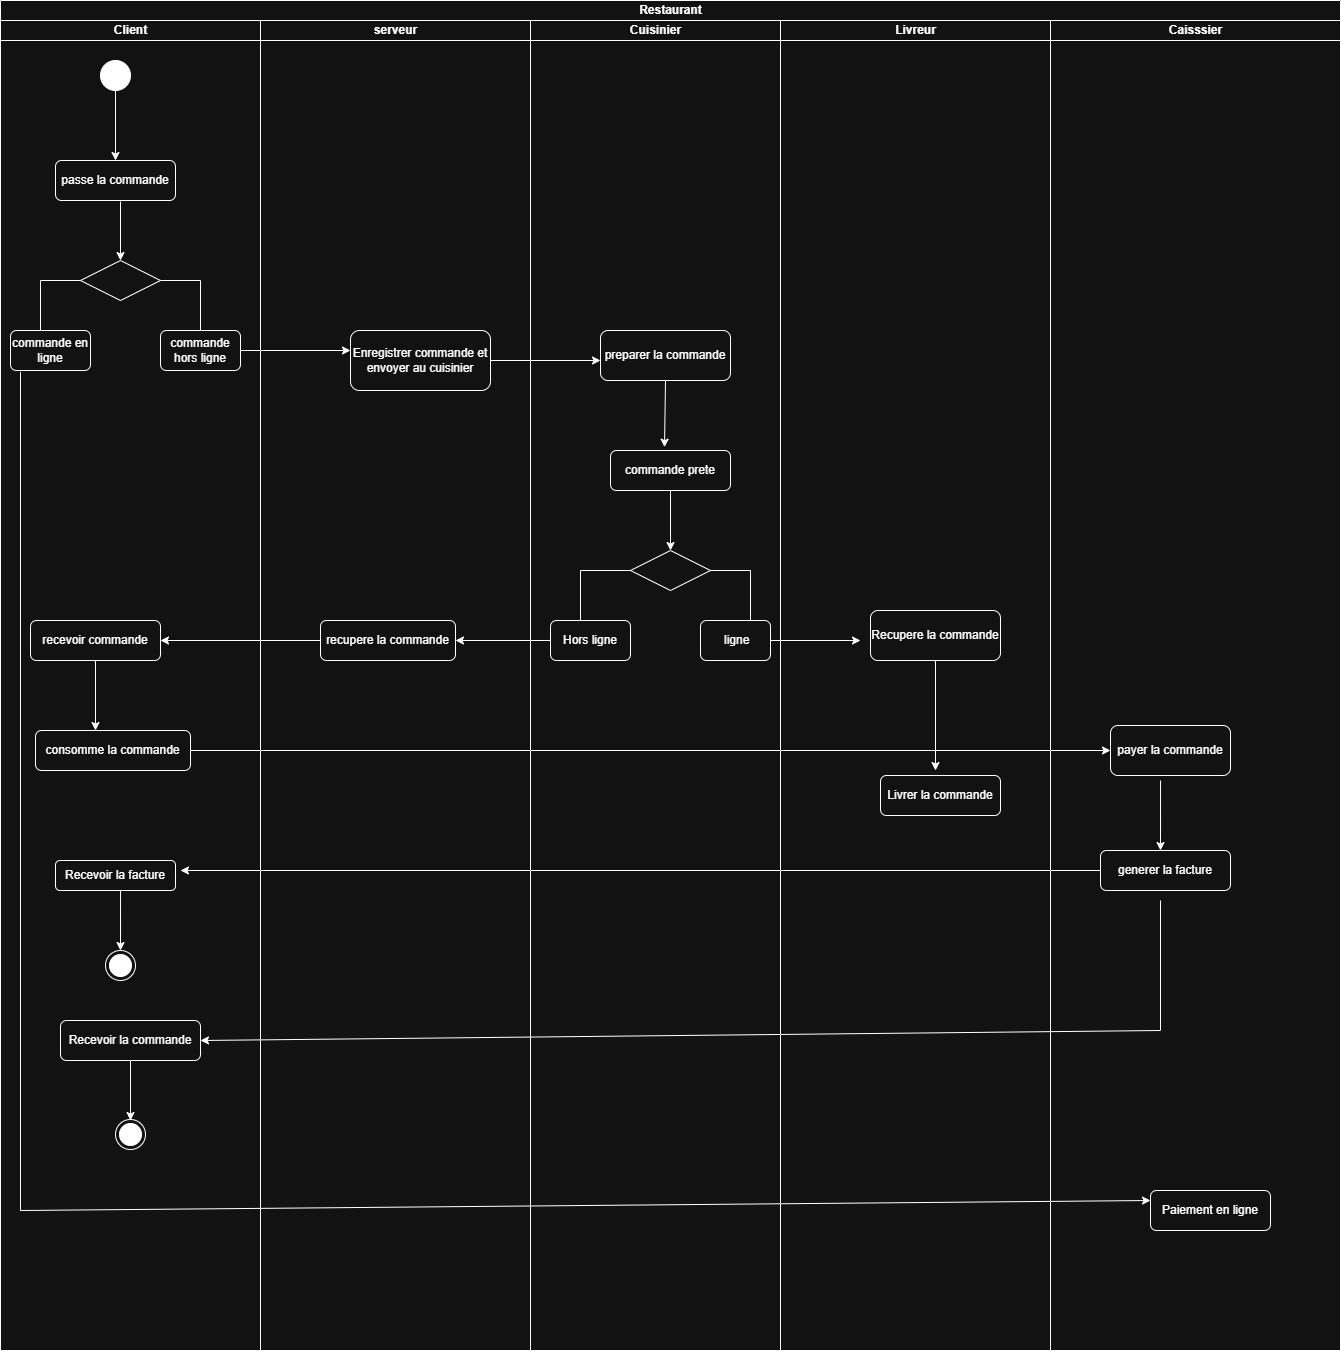 Restaurant
Client
serveur
Cuisinier
Livreur
Caisssier
passe la commande
commande en
ligne
commande
hors ligne
Enregistrer commande et
envoyer au cuisinier
preparer la commande
commande prete
recevoir commande
recupere la commande
Hors ligne
ligne
Recupere la commande
consomme la commande
payer la commande
Livrer la commande
Recevoir la facture
generer la facture
Recevoir la commande
Paiement en ligne